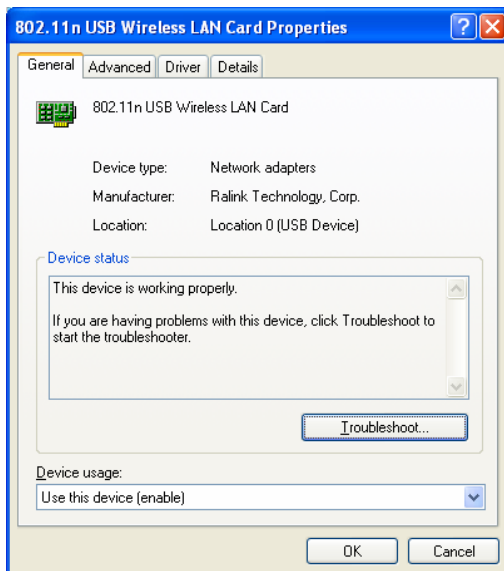 802.11n USB Wireless LAN Card Properties
General Advanced Driver Details
802.11n USB Wireless LAN Card
Device type: Network adapters
Manufacturer: Ralink Technology, Corp.
Location: Location 0 (USB Device)
Device status
This device is working properly.
If you are having problems with this device, click Troubleshoot to
start the troubleshooter.
Troubleshoot...
Device usage:
Use this device (enable)
OK Cancel